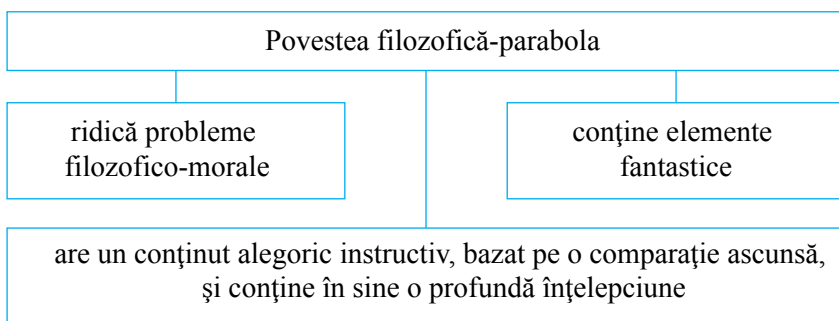 Povestea filozofică-parabola
ridică probleme
filozofico-morale
conţine elemente
fantastice
are un conţinut alegoric instructiv, bazat pe o comparaţie ascunsă,
şi conţine în sine o profundă înţelepciune